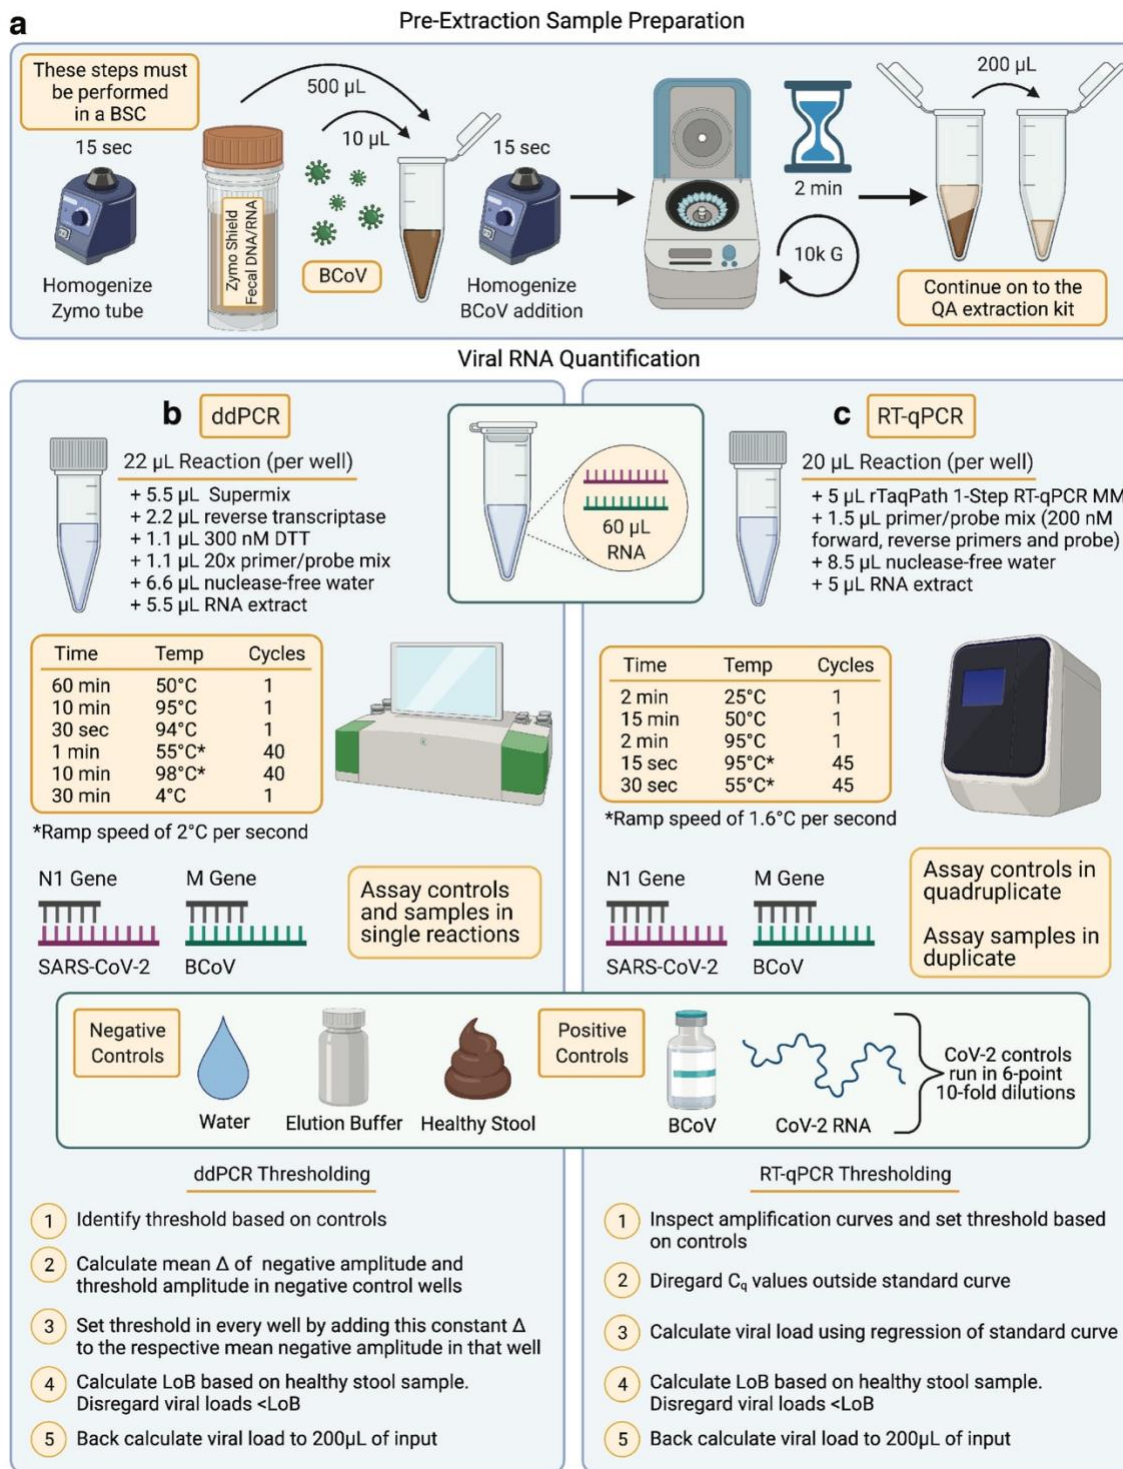 a
Pre-Extraction Sample Preparation
These steps must
be performed
in a BSC
15 sec
Homogenize
Zymo tube
Zymo Shield
Fecal DNA/RNA
500 µL
10 µL
BCoV
15 sec
Homogenize
BCoV addition
2 min
10k G
200 µL
Continue on to the
QA extraction kit
Viral RNA Quantification
b
ddPCR
22 µL Reaction (per well)
+ 5.5 µL Supermix
+ 2.2 µL reverse transcriptase
+ 1.1 µL 300 nM DTT
+ 1.1 µL 20x primer/probe mix
+ 6.6 µL nuclease-free water
+ 5.5 µL RNA extract
60 µL
RNA
c
RT-qPCR
20 µL Reaction (per well)
+ 5 µL rTaqPath 1-Step RT-qPCR MM
+ 1.5 µL primer/probe mix (200 nM
forward, reverse primers and probe)
+ 8.5 µL nuclease-free water
+ 5 µL RNA extract
Time Temp Cycles
60 min 50°C 1
10 min 95°C 1
30 sec 94°C 1
1 min 55°C* 40
10 min 98°C* 40
30 min 4°C 1
*Ramp speed of 2°C per second
Time Temp Cycles
2 min 25°C 1
15 min 50°C 1
2 min 95°C 1
15 sec 95°C* 45
30 sec 55°C* 45
*Ramp speed of 1.6°C per second
N1 Gene
SARS-CoV-2
M Gene
BCoV
Assay controls
and samples in
single reactions
N1 Gene
SARS-CoV-2
M Gene
BCoV
Assay controls in
quadruplicate
Assay samples in
duplicate
Negative
Controls
Water
Elution Buffer
Healthy Stool
Positive
Controls
BCoV
CoV-2 RNA
CoV-2 controls
run in 6-point
10-fold dilutions
ddPCR Thresholding
1 Identify threshold based on controls
2 Calculate mean Δ of negative amplitude and
threshold amplitude in negative control wells
3 Set threshold in every well by adding this constant Δ
to the respective mean negative amplitude in that well
4 Calculate LoB based on healthy stool sample.
Disregard viral loads <LoB
5 Back calculate viral load to 200µL of input
RT-qPCR Thresholding
1 Inspect amplification curves and set threshold based
on controls
2 Diregard Cq values outside standard curve
3 Calculate viral load using regression of standard curve
4 Calculate LoB based on healthy stool sample.
Disregard viral loads <LoB
5 Back calculate viral load to 200µL of input